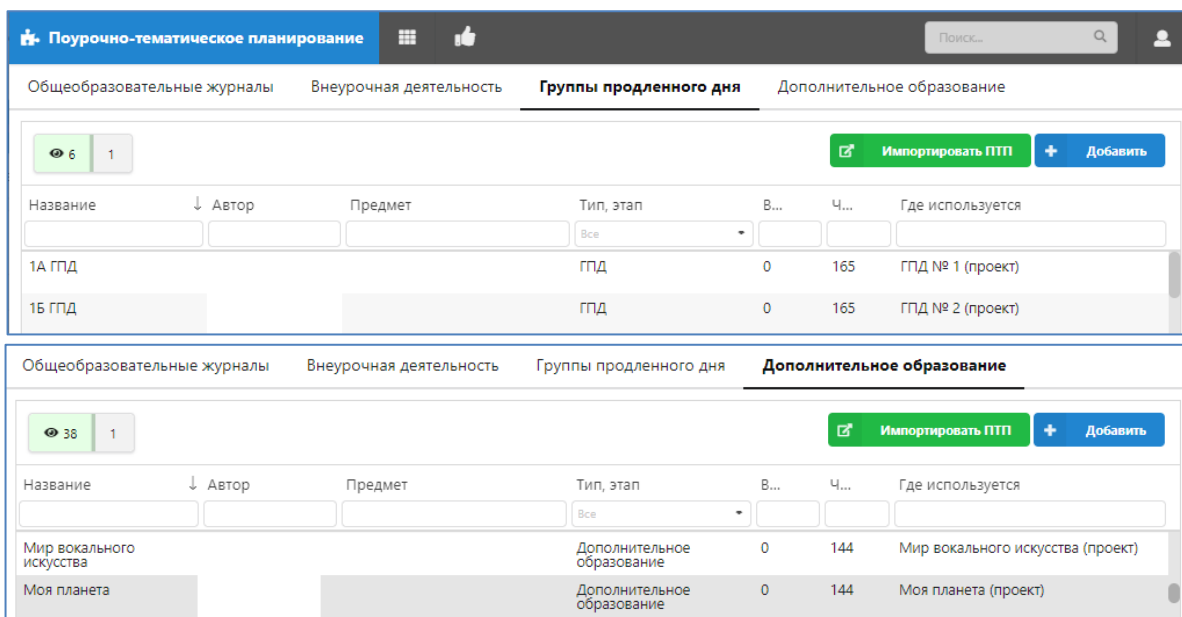 Поурочно-тематическое планирование Поиск...
Общеобразовательные журналы Внеурочная деятельность Группы продленного дня Дополнительное образование
6 1 Импортировать ПТП + Добавить
Название ↓ Автор Предмет Тип, этап В... Ч... Где используется
Все
1А ГПД ГПД 0 165 ГПД № 1 (проект)
1Б ГПД ГПД 0 165 ГПД № 2 (проект)
Общеобразовательные журналы Внеурочная деятельность Группы продленного дня Дополнительное образование
38 1 Импортировать ПТП + Добавить
Название ↓ Автор Предмет Тип, этап В... Ч... Где используется
Все
Мир вокального Дополнительное 0 144 Мир вокального искусства (проект)
искусства образование
Моя планета Дополнительное 0 144 Моя планета (проект)
образование